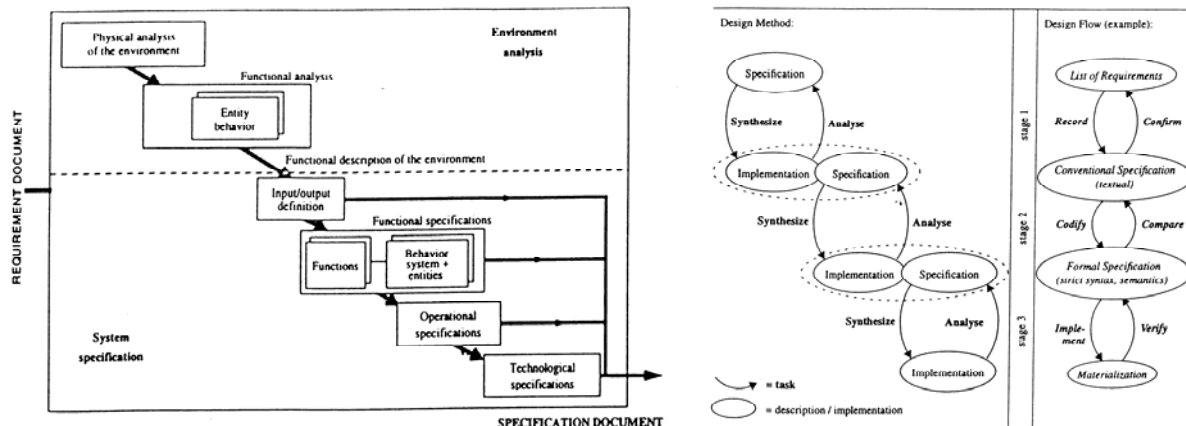 Physical analysis
of the environment
Environment
analysis
Functional analysis
Entity
behavior
Functional description of the environment
REQUIREMENT DOCUMENT
Input/output
definition
Functional specifications
Functions
Behavior
system +
entities
Operational
specifications
System
specification
Technological
specifications
SPECIFICATION DOCUMENT
Design Method:
Specification
Synthesize
Analyse
Implementation
Specification
Synthesize
Analyse
Implementation
Specification
Synthesize
Analyse
Implementation
= task
= description / implementation
stage 1
stage 2
stage 3
Design Flow (example):
List of Requirements
Record
Confirm
Conventional Specification
(textual)
Codify
Compare
Formal Specification
(strict syntax, semantics)
Imple-
ment
Verify
Materialization